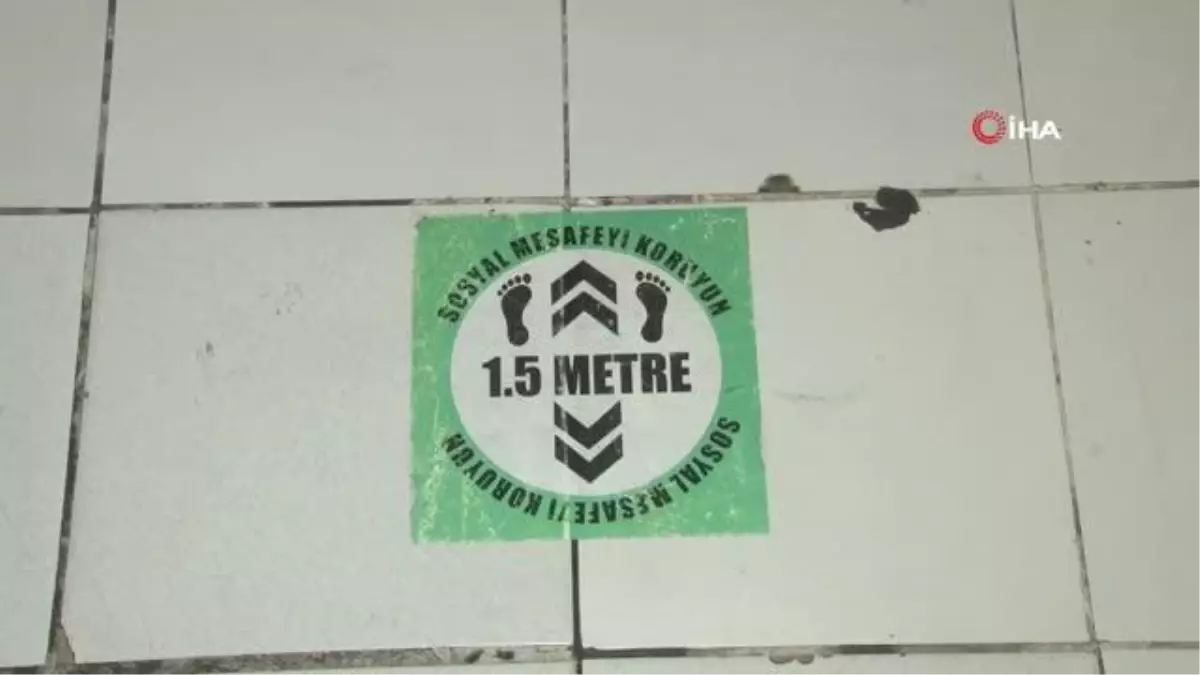 İHA
SOSYAL MESAFEYİ KORUYUN
1.5 METRE
SOSYAL MESAFEYİ KORUYUN